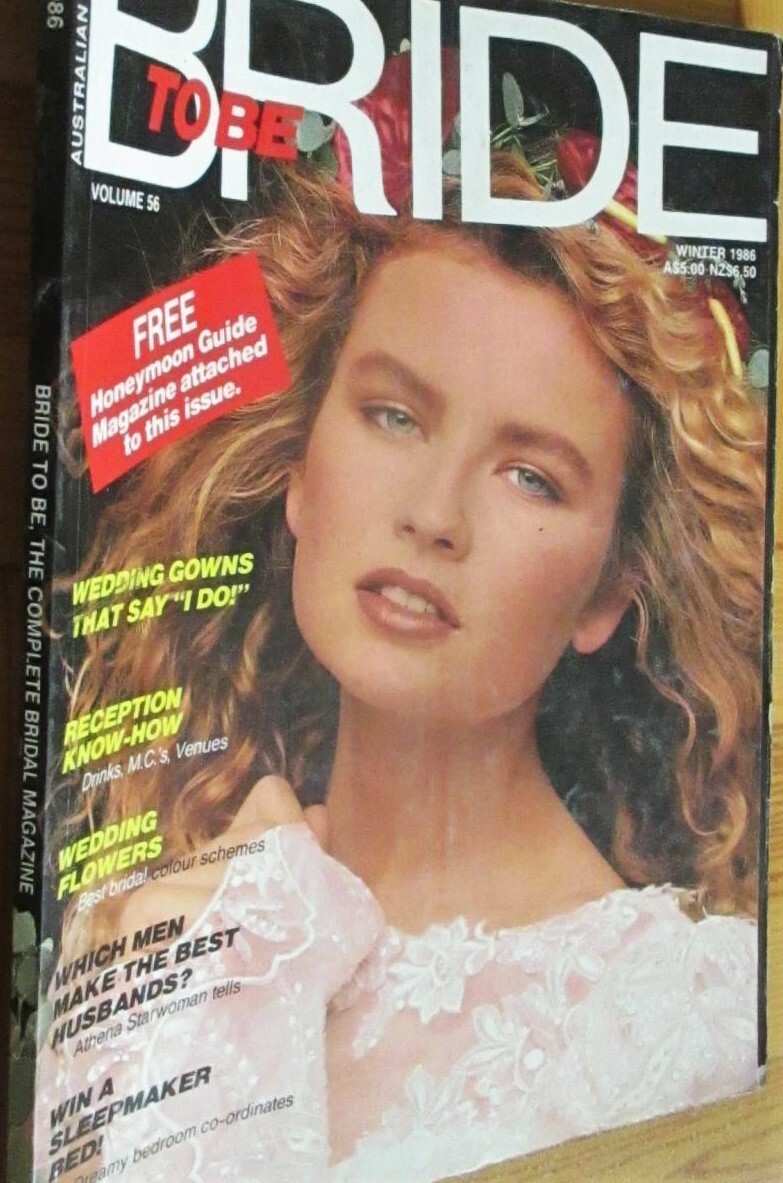 AUSTRALIAN
BRIDE
TO BE
VOLUME 56
WINTER 1986
A$5.00 NZ$6.50
FREE
Honeymoon Guide
Magazine attached
to this issue.
WEDDING GOWNS
THAT SAY "I DO!"
RECEPTION
KNOW-HOW
Drinks, M.C.'s, Venues
WEDDING
FLOWERS
Best bridal colour schemes
WHICH MEN
MAKE THE BEST
HUSBANDS?
Athena Starwoman tells
WIN A
SLEEPMAKER
BED!
Dreamy bedroom co-ordinates
86
BRIDE TO BE, THE COMPLETE BRIDAL MAGAZINE